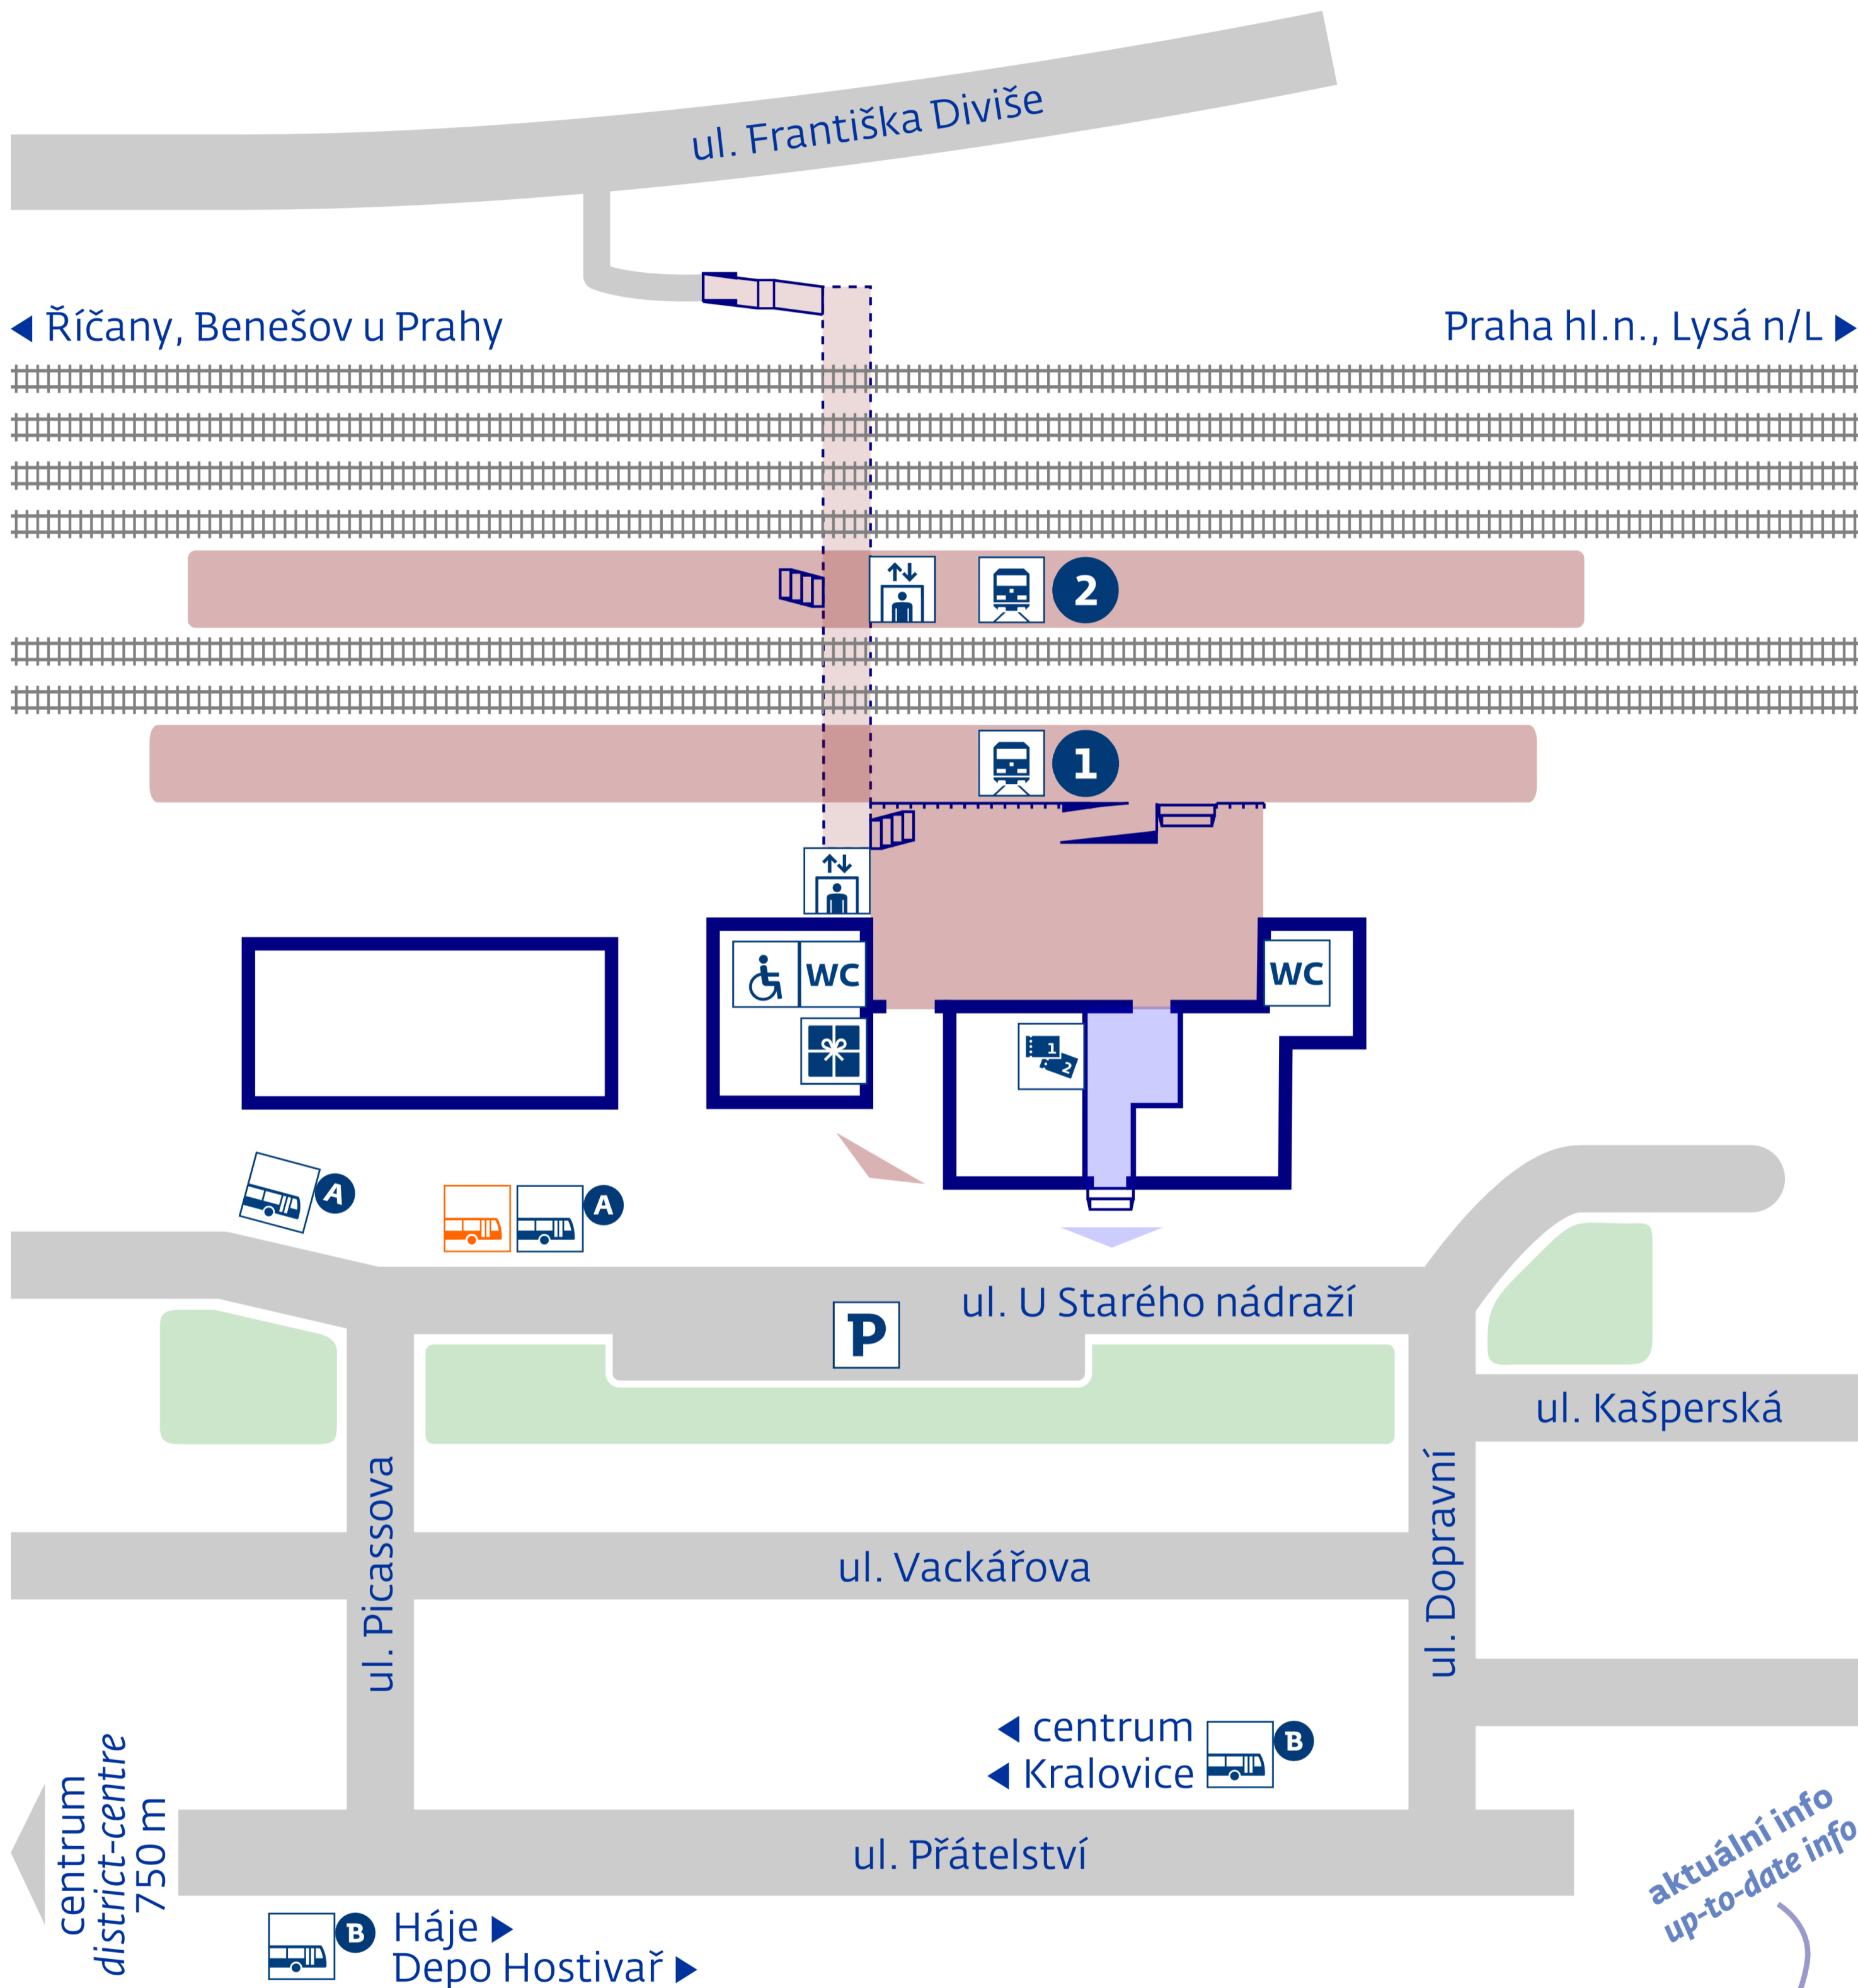 ul. Františka Diviše
Říčany, Benešov u Prahy
Praha hl.n., Lysá n/L
2
1
WC
WC
1
2
A
A
ul. U Starého nádraží
P
ul. Kašperská
ul. Picassova
ul. Dopravní
ul. Vackářova
centrum
Kralovice
B
centrum
district-centre
750 m
ul. Přátelství
aktuální info
up-to-date info
B
Háje
Depo Hostivař